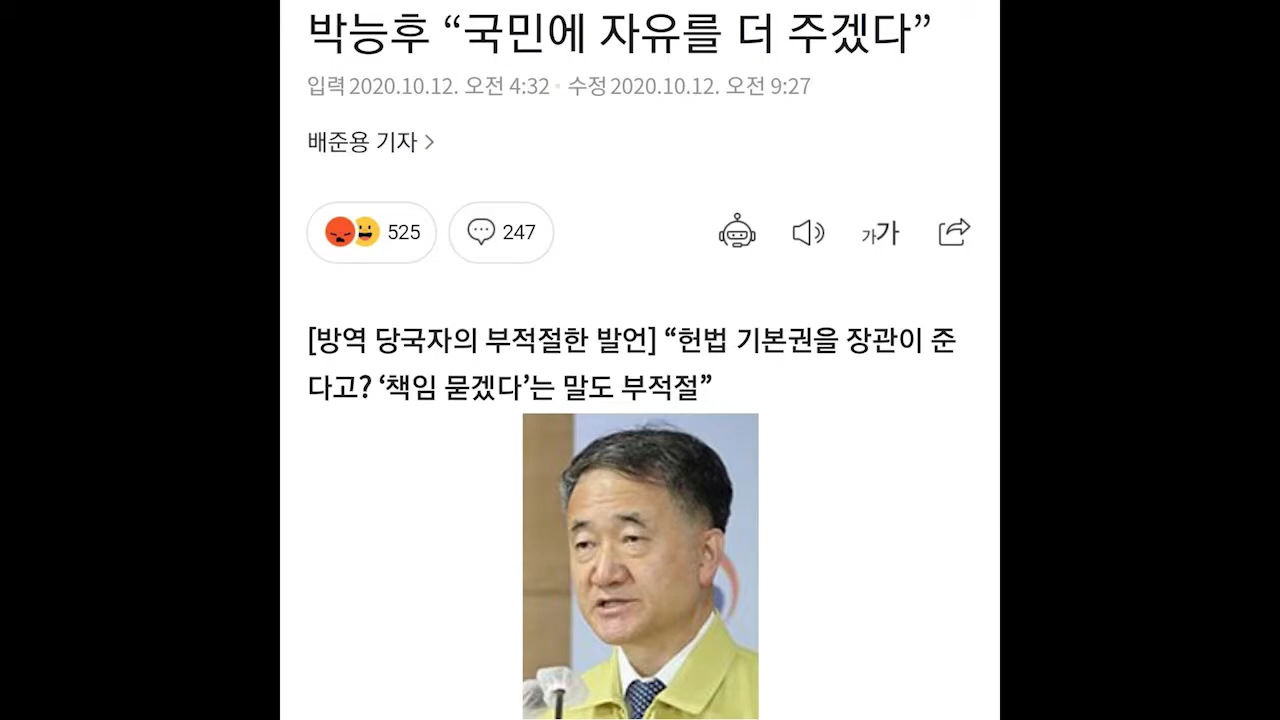 박능후 “국민에 자유를 더 주겠다”
입력 2020.10.12. 오전 4:32 · 수정 2020.10.12. 오전 9:27
배준용 기자 >
525 247 가가
[방역 당국자의 부적절한 발언] “헌법 기본권을 장관이 준
다고? ‘책임 묻겠다’는 말도 부적절”